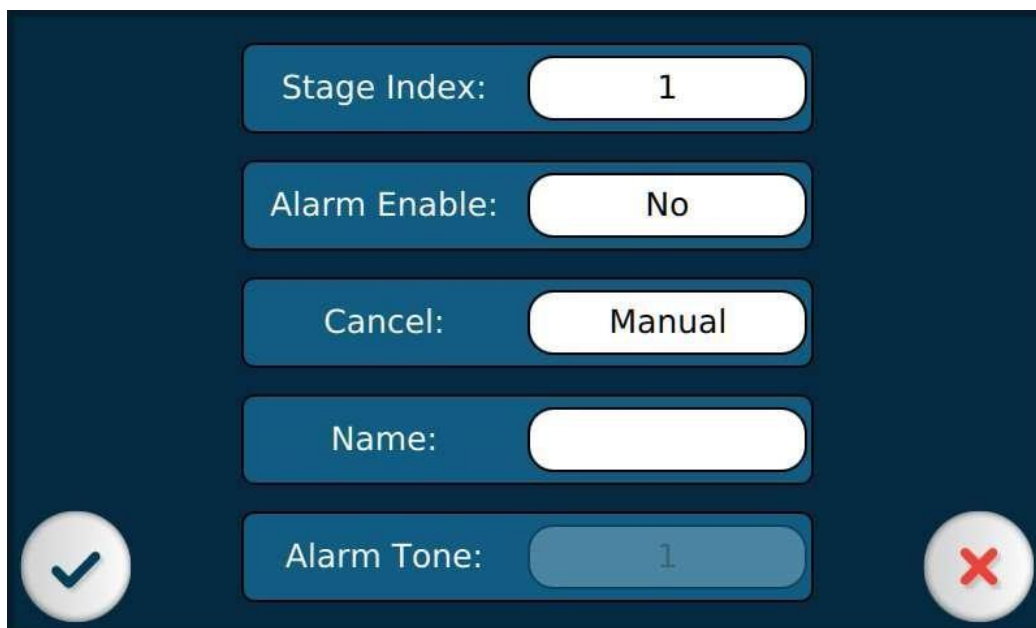 Stage Index: 1
Alarm Enable: No
Cancel: Manual
Name:
Alarm Tone: 1